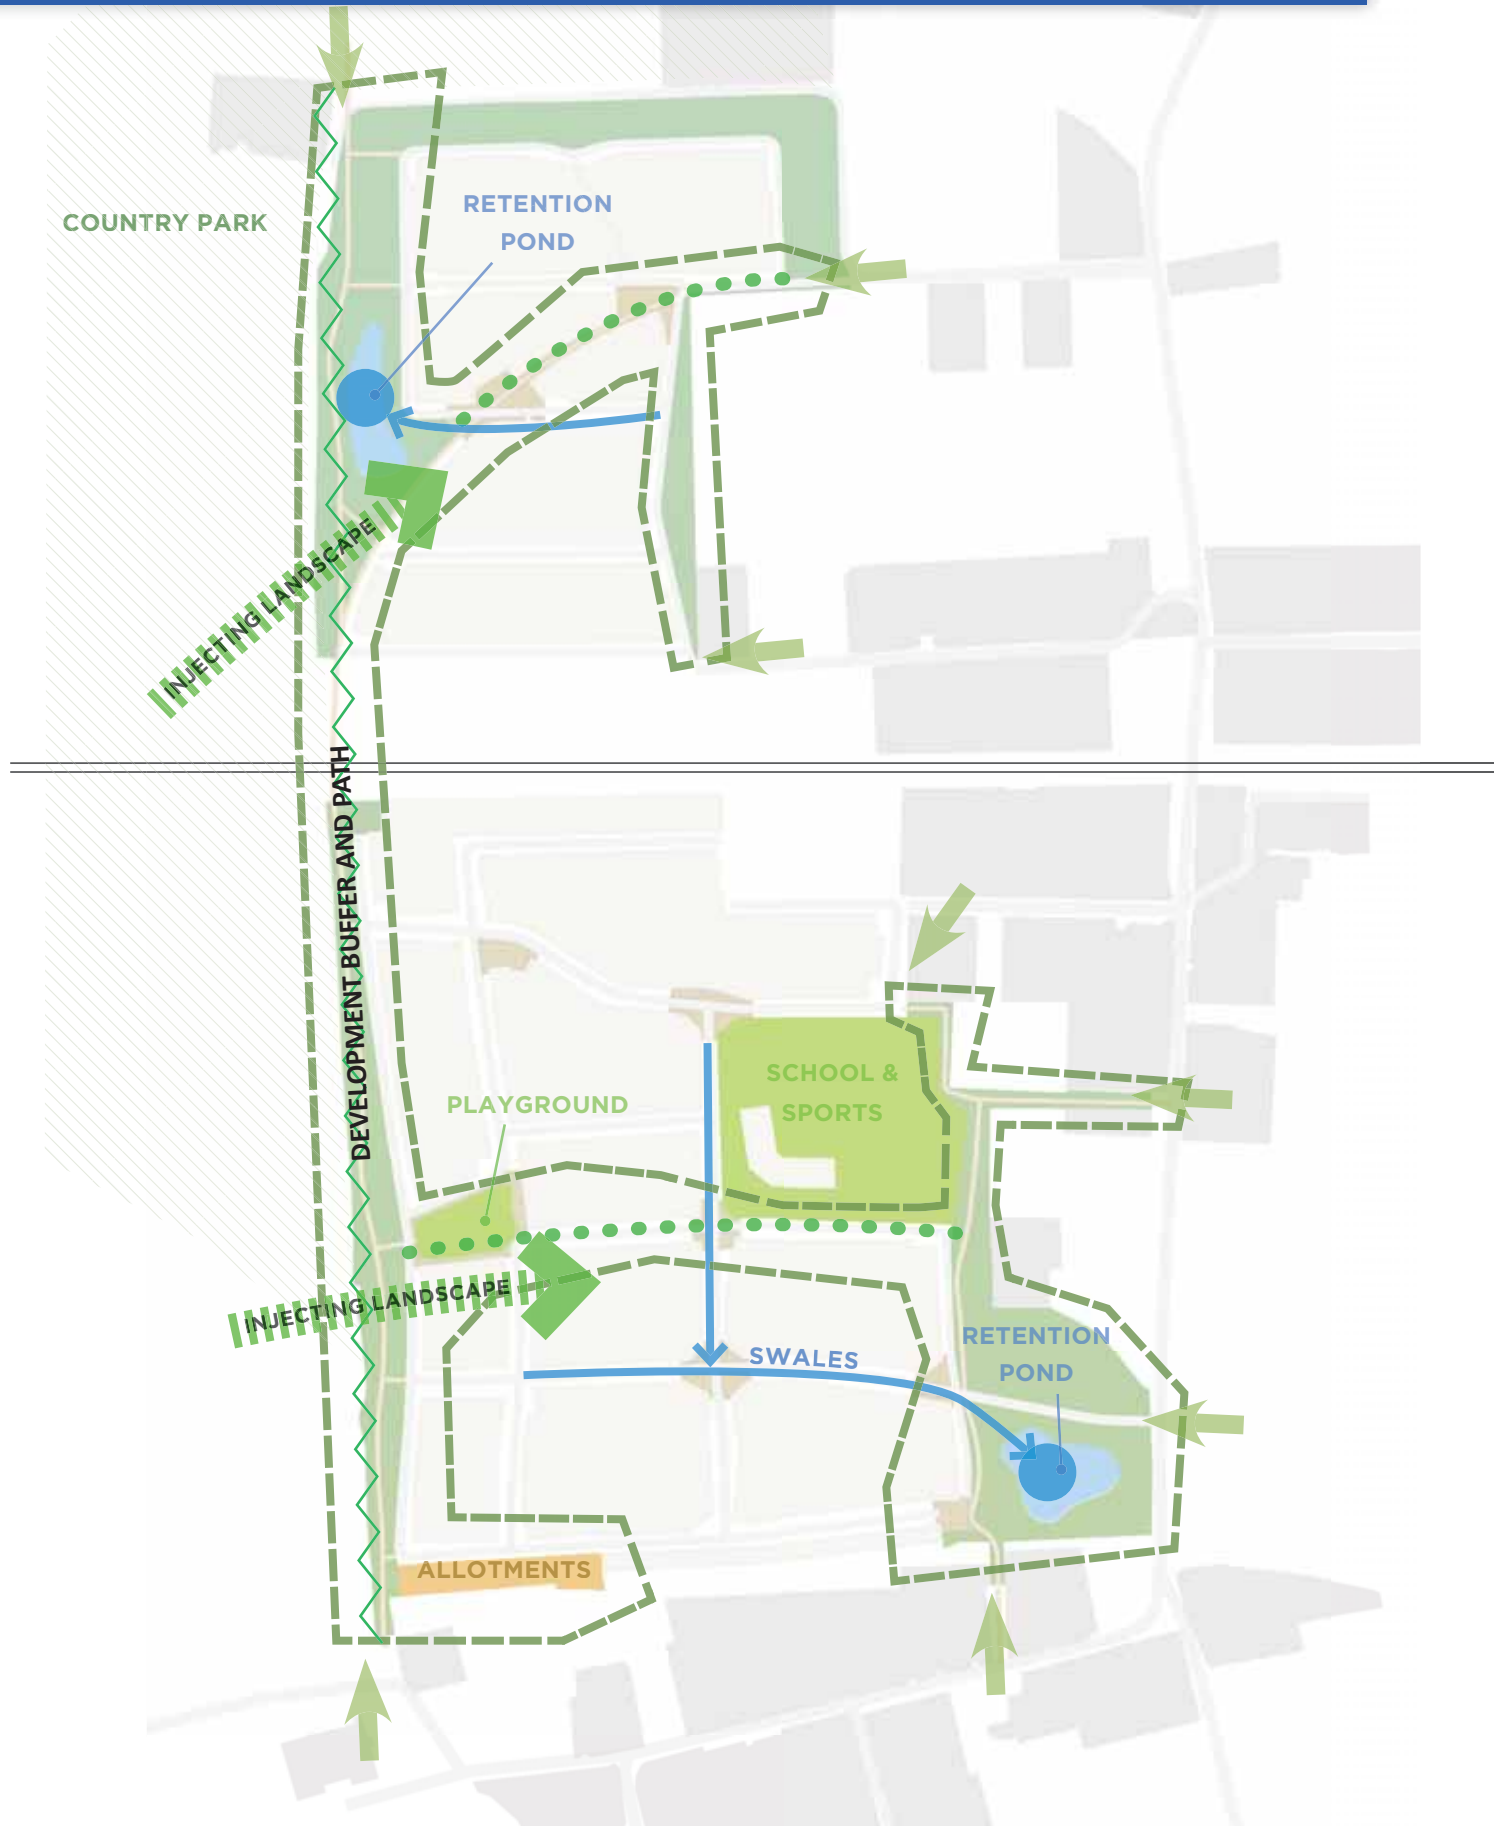 COUNTRY PARK
RETENTION
POND
INJECTING LANDSCAPE
DEVELOPMENT BUFFER AND PATH
SCHOOL &
SPORTS
PLAYGROUND
INJECTING LANDSCAPE
RETENTION
POND
SWALES
ALLOTMENTS